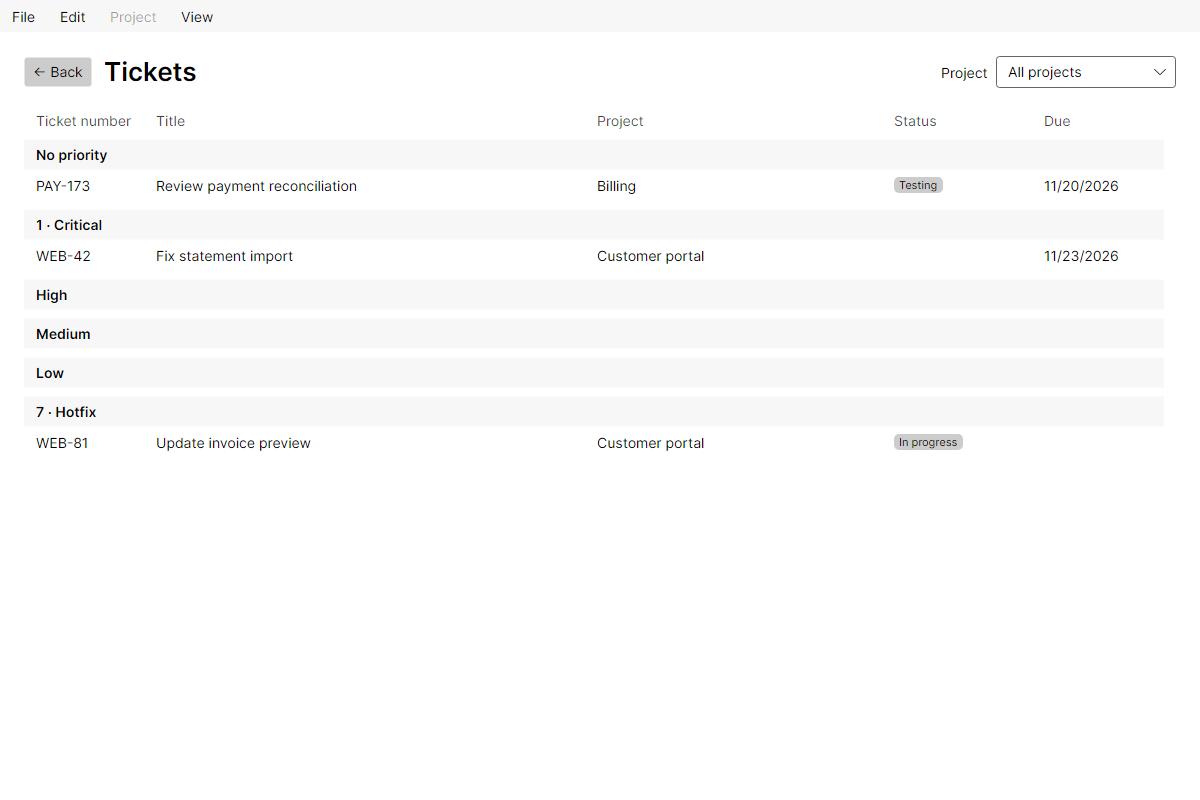 File Edit Project View
← Back Tickets Project All projects
Ticket number Title Project Status Due
No priority
PAY-173 Review payment reconciliation Billing Testing 11/20/2026
1 · Critical
WEB-42 Fix statement import Customer portal 11/23/2026
High
Medium
Low
7 · Hotfix
WEB-81 Update invoice preview Customer portal In progress